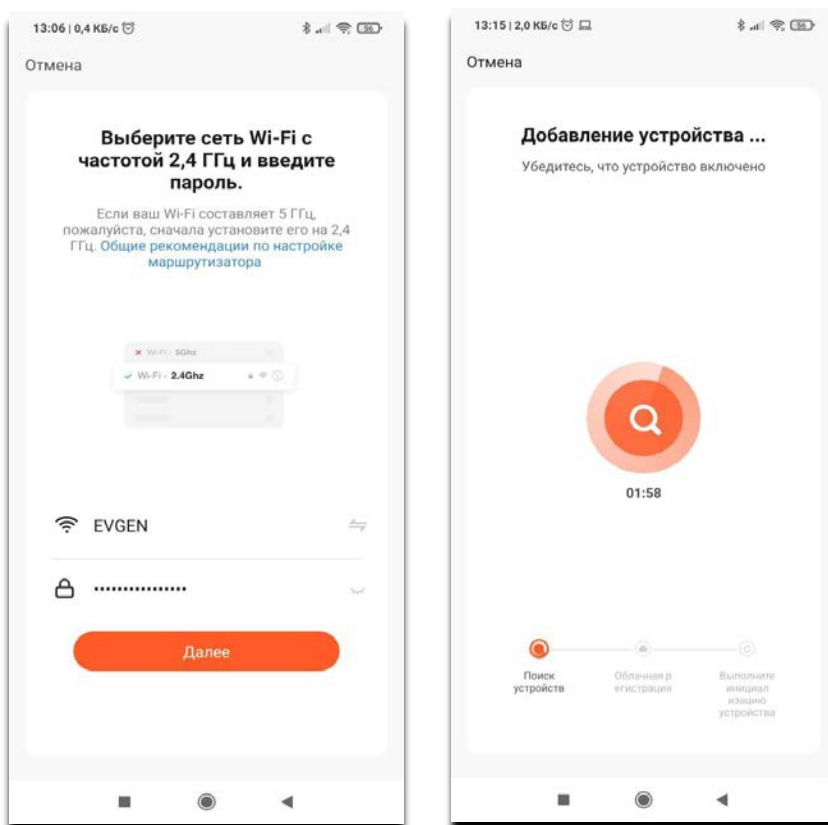 13:06 | 0,4 КБ/с
56
Отмена
Выберите сеть Wi-Fi с
частотой 2,4 ГГц и введите
пароль.
Если ваш Wi-Fi составляет 5 ГГц,
пожалуйста, сначала установите его на 2,4
ГГц. Общие рекомендации по настройке
маршрутизатора
Wi-Fi - 5Ghz
Wi-Fi - 2.4Ghz
EVGEN
••••••••••••••••
Далее
13:15 | 2,0 КБ/с
56
Отмена
Добавление устройства ...
Убедитесь, что устройство включено
01:58
Поиск
устройств
Облачная р
егистрация
Выполните
инициал
изацию
устройства